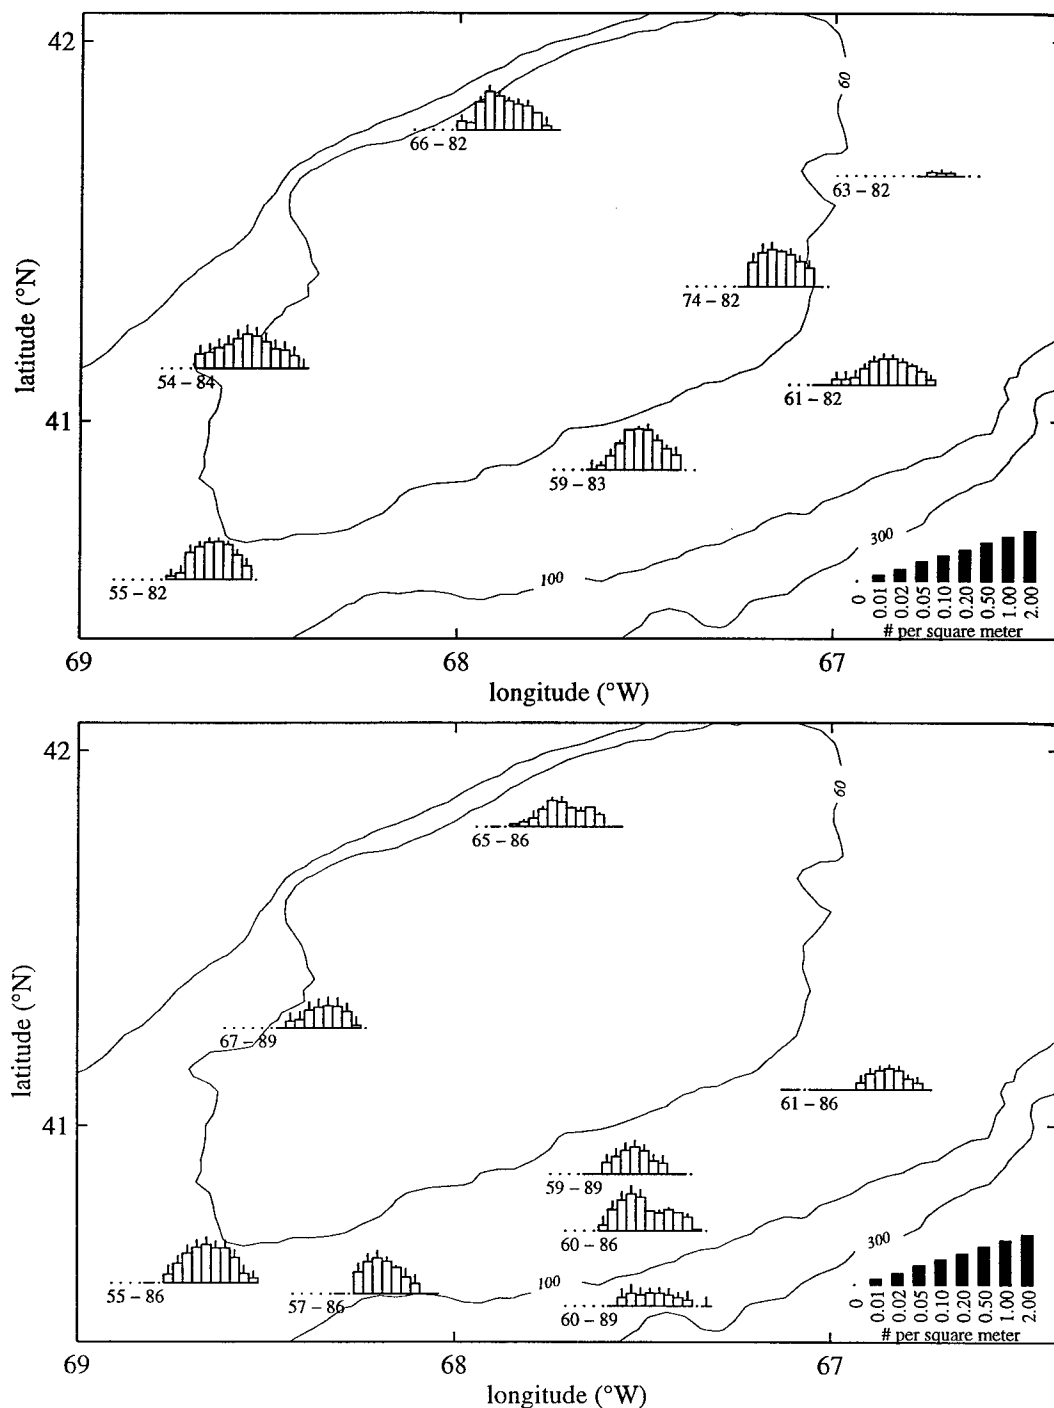 42
60
66 – 82
63 – 82
latitude (°N)
74 – 82
54 – 84
61 – 82
41
59 – 83
300
100
55 – 82
0
0.01
0.02
0.05
0.10
0.20
0.50
1.00
2.00
# per square meter
69
68
67
longitude (°W)
42
60
65 – 86
latitude (°N)
67 – 89
61 – 86
41
59 – 89
60 – 86
300
100
55 – 86
57 – 86
60 – 89
0
0.01
0.02
0.05
0.10
0.20
0.50
1.00
2.00
# per square meter
69
68
67
longitude (°W)